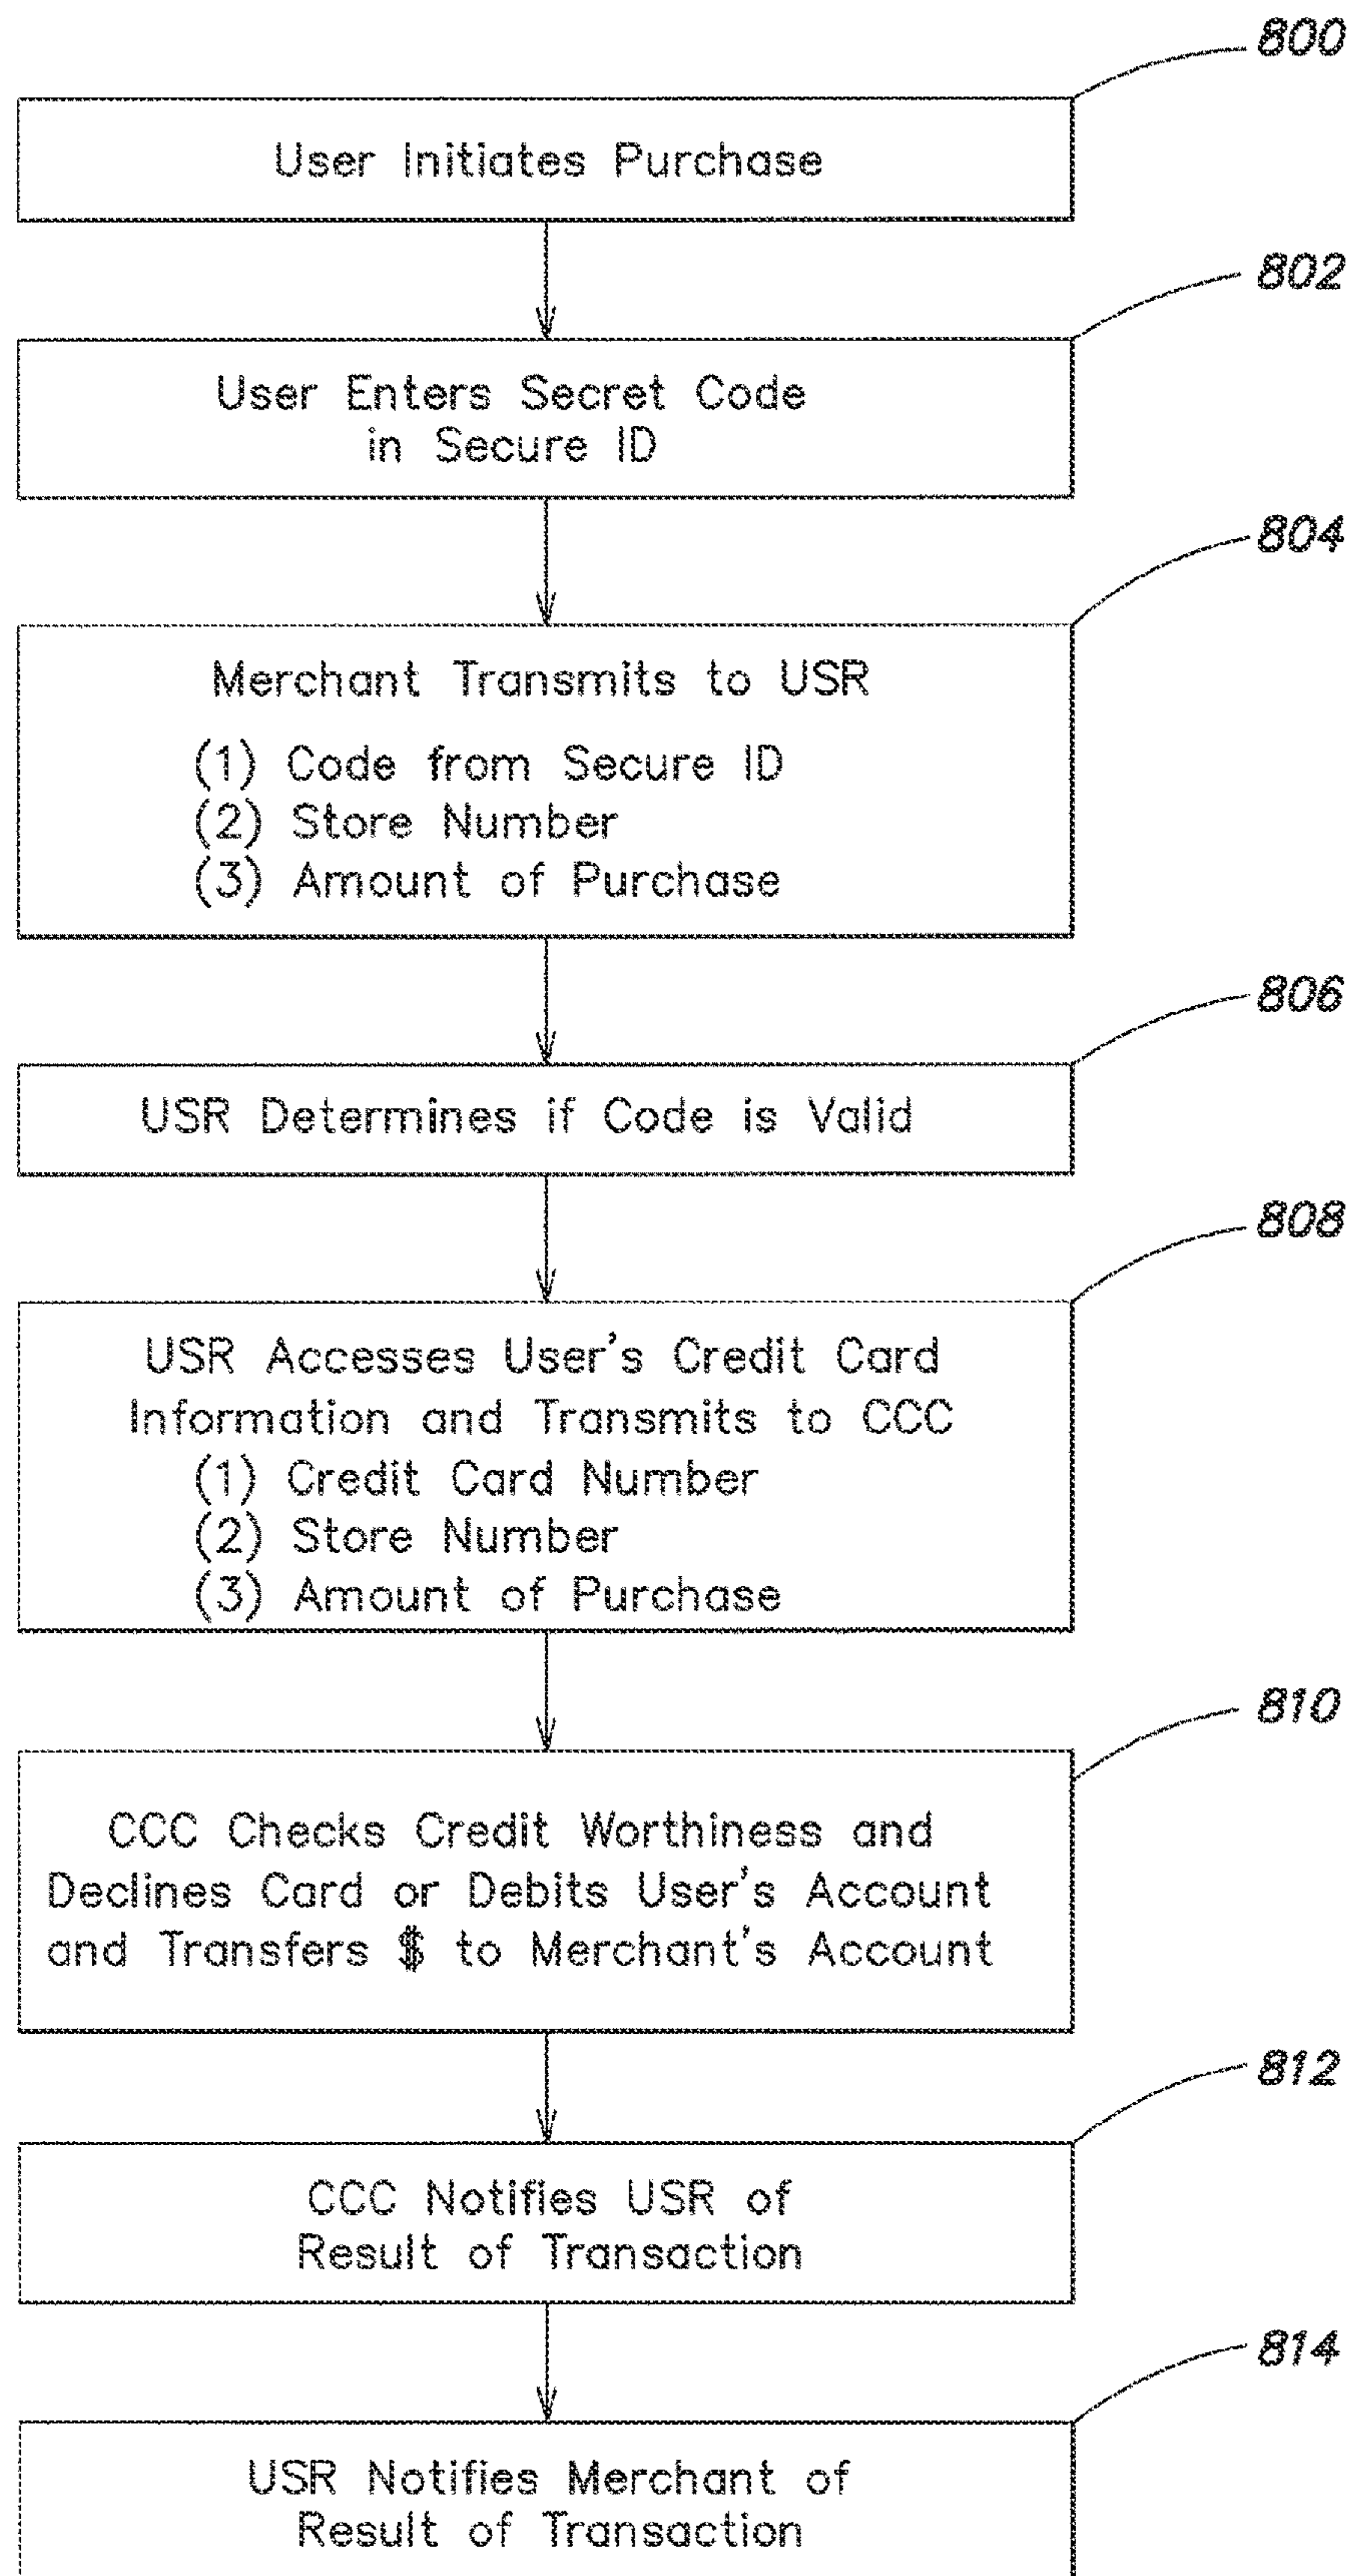 800
User Initiates Purchase
802
User Enters Secret Code
in Secure ID
804
Merchant Transmits to USR
(1) Code from Secure ID
(2) Store Number
(3) Amount of Purchase
806
USR Determines if Code is Valid
808
USR Accesses User's Credit Card
Information and Transmits to CCC
(1) Credit Card Number
(2) Store Number
(3) Amount of Purchase
810
CCC Checks Credit Worthiness and
Declines Card or Debits User's Account
and Transfers $ to Merchant's Account
812
CCC Notifies USR of
Result of Transaction
814
USR Notifies Merchant of
Result of Transaction